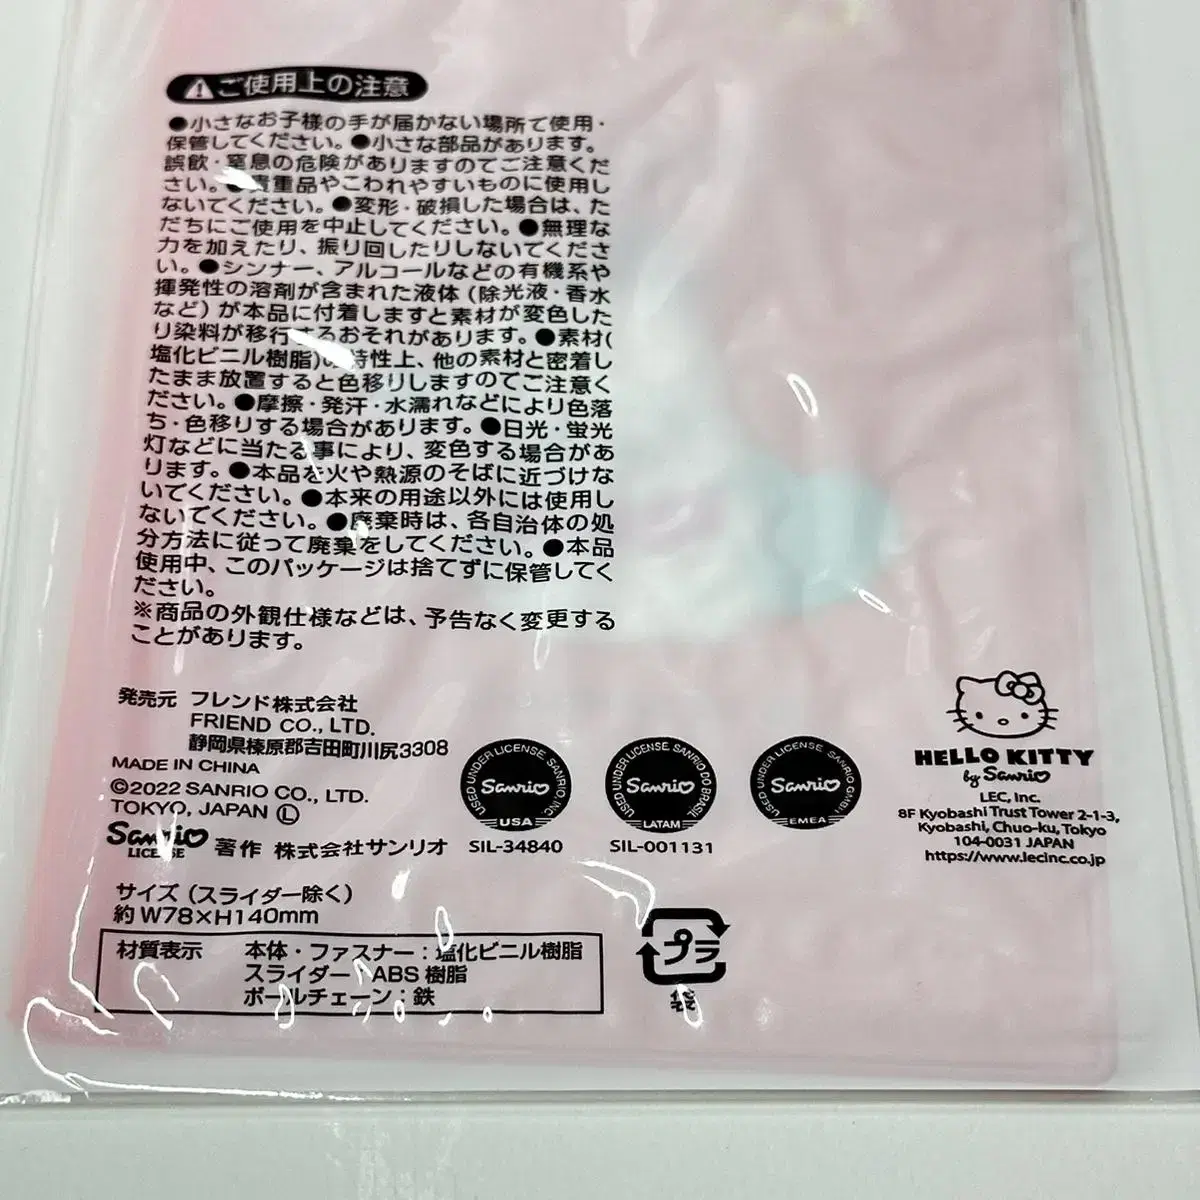 ご使用上の注意
●小さなお子様の手が届かない場所で使用・
保管してください。●小さな部品があります。
誤飲・窒息の危険がありますのでご注意くだ
さい。●貴重品やこわれやすいものに使用し
ないでください。●変形・破損した場合は、た
だちにご使用を中止してください。●無理な
力を加えたり、振り回したりしないでくださ
い。●シンナー、アルコールなどの有機系や
揮発性の溶剤が含まれた液体(除光液・香水
など)が本品に付着しますと素材が変色した
り染料が移行するおそれがあります。●素材(
塩化ビニル樹脂)の特性上、他の素材と密着し
たまま放置すると色移りしますのでご注意く
ださい。●摩擦・発汗・水濡れなどにより色落
ち・色移りする場合があります。●日光・蛍光
灯などに当たる事により、変色する場合があ
ります。●本品を火や熱源のそばに近づけな
いでください。●本来の用途以外には使用し
ないでください。●廃棄時は、各自治体の処
分方法に従って廃棄をしてください。●本品
使用中、このパッケージは捨てずに保管してく
ださい。
※商品の外観仕様などは、予告なく変更する
ことがあります。
発売元 フレンド株式会社
FRIEND CO., LTD.
静岡県榛原郡吉田町川尻3308
MADE IN CHINA
©2022 SANRIO CO., LTD.
TOKYO, JAPAN Ⓛ
Sanrio LICENSE 著作 株式会社サンリオ
USED UNDER LICENSE SANRIO INC.
Sanrio
USA
SIL-34840
USED UNDER LICENSE SANRIO DO BRASIL
Sanrio
LATAM
SIL-001131
USED UNDER LICENSE SANRIO GMBH
Sanrio
EMEA
HELLO KITTY
by Sanrio
LEC, Inc.
8F Kyobashi Trust Tower 2-1-3,
Kyobashi, Chuo-ku, Tokyo
104-0031 JAPAN
https://www.lecinc.co.jp
サイズ(スライダー除く)
約 W78×H140mm
材質表示 本体・ファスナー:塩化ビニル樹脂
スライダー:ABS 樹脂
ボールチェーン:鉄
プラ
袋